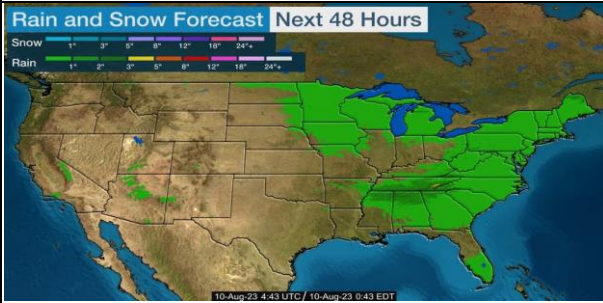 Rain and Snow Forecast Next 48 Hours
Snow 1" 3" 5" 8" 12" 18" 24"+
Rain 1" 2" 3" 5" 8" 12" 18" 24"+
10-Aug-23 4:43 UTC / 10-Aug-23 0:43 EDT